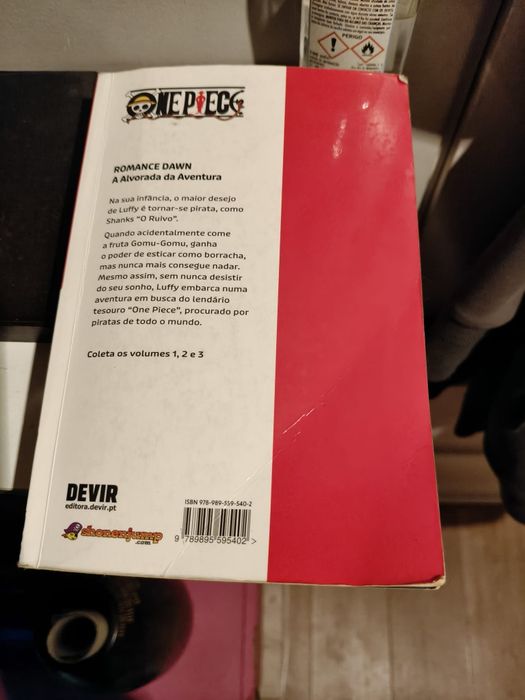 PERIGO
ONE PIECE
ROMANCE DAWN
A Alvorada da Aventura
Na sua infância, o maior desejo
de Luffy é tornar-se pirata, como
Shanks "O Ruivo".
Quando acidentalmente come
a fruta Gomu-Gomu, ganha
o poder de esticar como borracha,
mas nunca mais consegue nadar.
Mesmo assim, sem nunca desistir
do seu sonho, Luffy embarca numa
aventura em busca do lendário
tesouro "One Piece", procurado por
piratas de todo o mundo.
Coleta os volumes 1, 2 e 3
DEVIR
editora.devir.pt
shonenjump
.com
ISBN 978-989-559-540-2
9 789895 595402 >